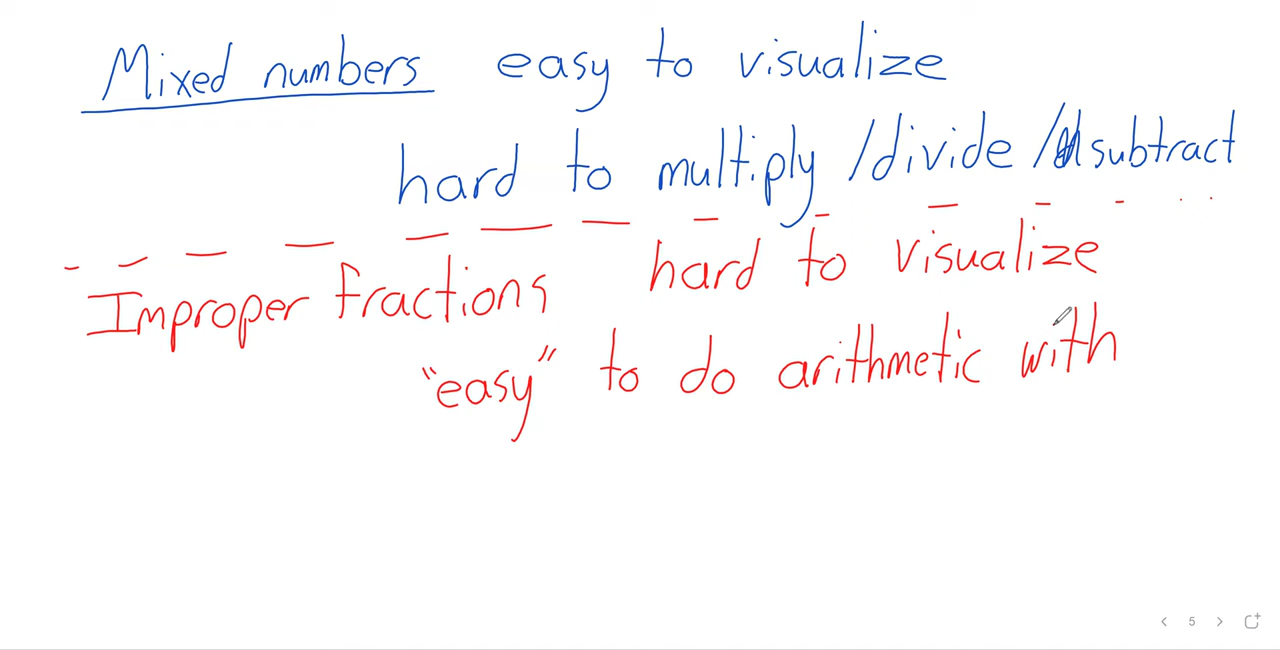 Mixed numbers easy to visualize
hard to multiply /divide / subtract
Improper fractions hard to visualize
"easy" to do arithmetic with
5